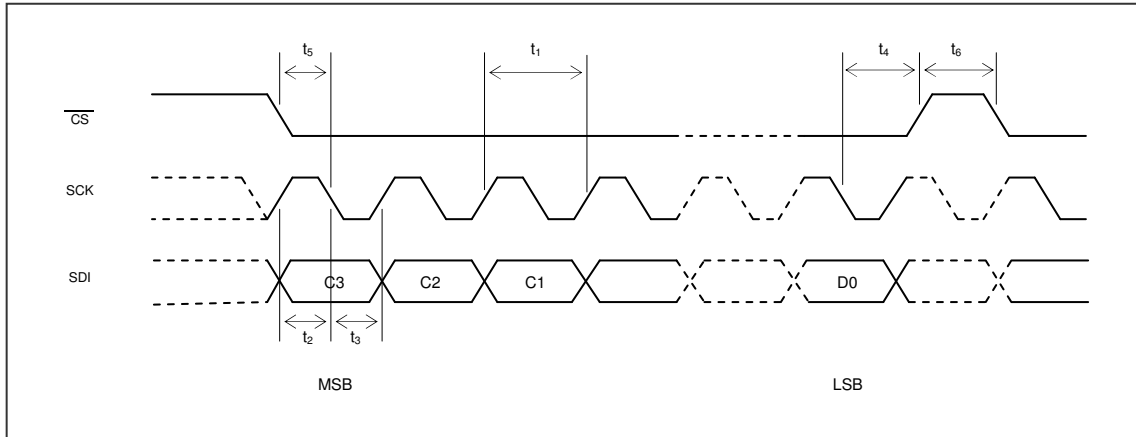 t₅ t₁ t₄ t₆
CS
SCK
SDI C3 C2 C1 D0
t₂ t₃
MSB LSB